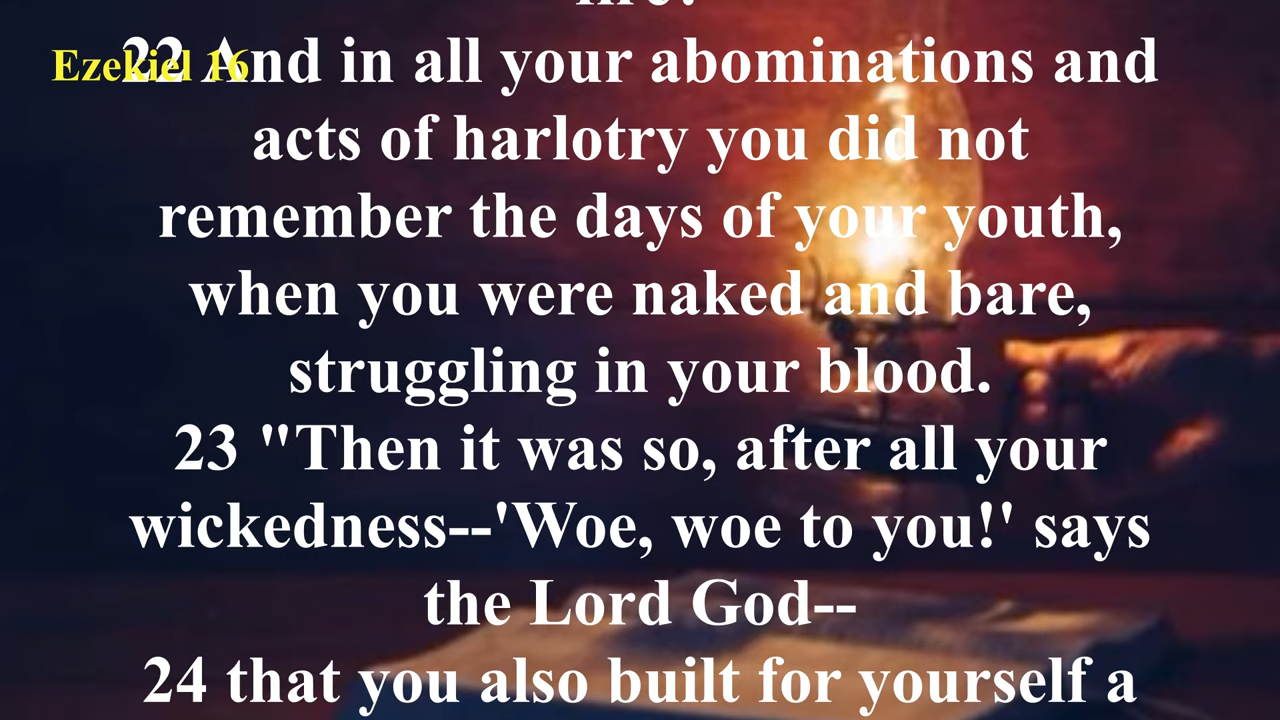 fire?
Ezekiel 16
22 And in all your abominations and
acts of harlotry you did not
remember the days of your youth,
when you were naked and bare,
struggling in your blood.
23 "Then it was so, after all your
wickedness--'Woe, woe to you!' says
the Lord God--
24 that you also built for yourself a